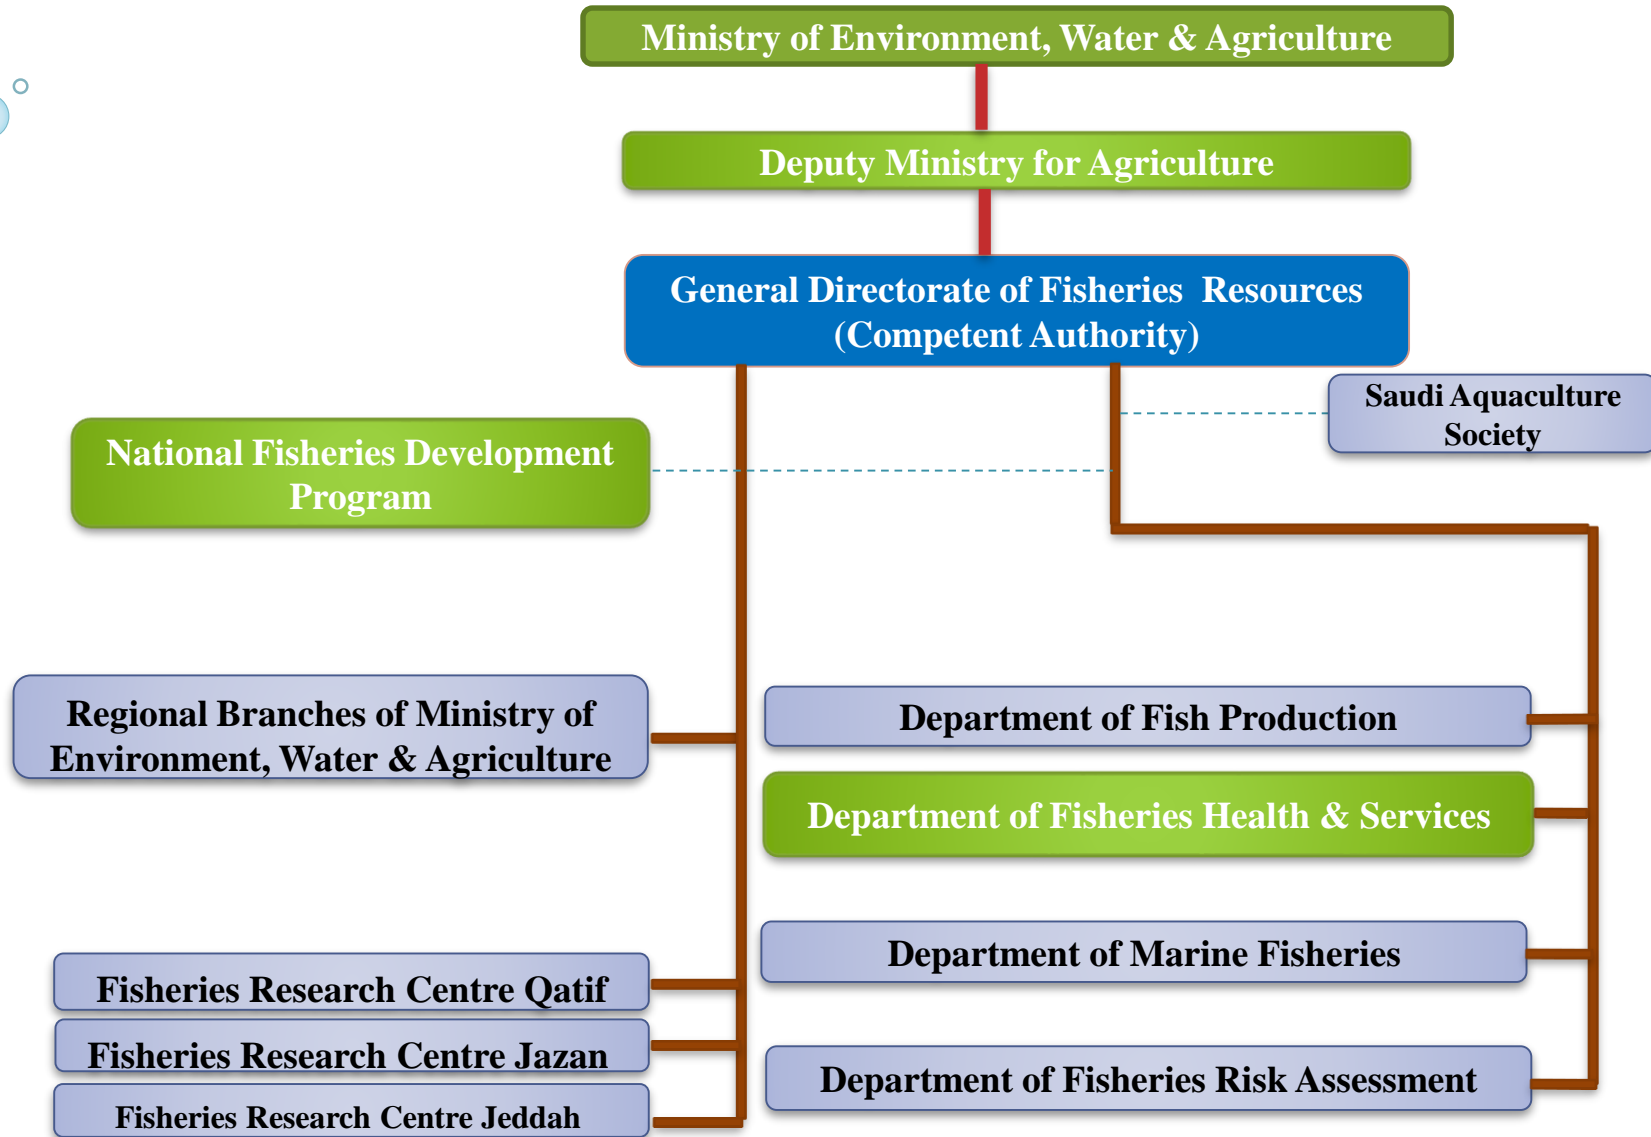 Ministry of Environment, Water & Agriculture
Deputy Ministry for Agriculture
General Directorate of Fisheries Resources
(Competent Authority)
Saudi Aquaculture
Society
National Fisheries Development
Program
Regional Branches of Ministry of
Environment, Water & Agriculture
Fisheries Research Centre Qatif
Fisheries Research Centre Jazan
Fisheries Research Centre Jeddah
Department of Fish Production
Department of Fisheries Health & Services
Department of Marine Fisheries
Department of Fisheries Risk Assessment